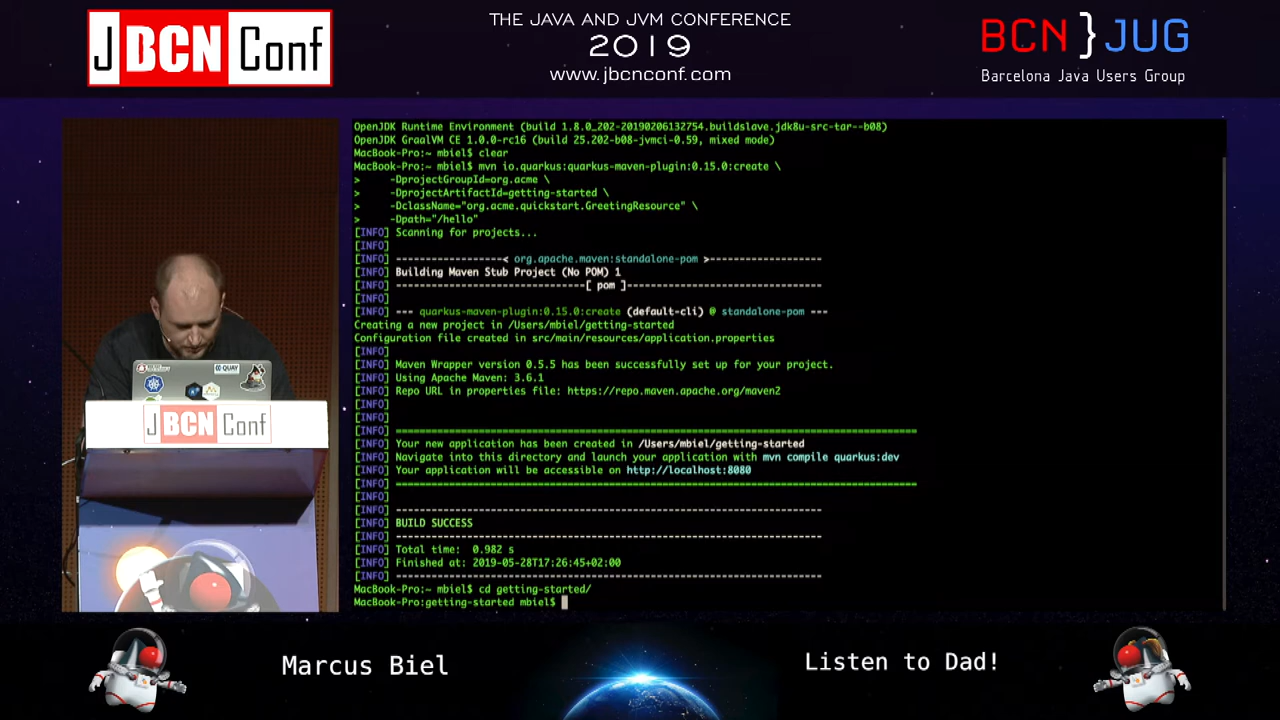 JBCNConf
THE JAVA AND JVM CONFERENCE
2019
www.jbcnconf.com
BCN}JUG
Barcelona Java Users Group
OpenJDK Runtime Environment (build 1.8.0_202-20190206132754.buildslave.jdk8u-src-tar--b08)
OpenJDK GraalVM CE 1.0.0-rc16 (build 25.202-b08-jvmci-0.59, mixed mode)
MacBook-Pro:~ mbiel$ clear
MacBook-Pro:~ mbiel$ mvn io.quarkus:quarkus-maven-plugin:0.15.0:create \
>     -DprojectGroupId=org.acme \
>     -DprojectArtifactId=getting-started \
>     -DclassName="org.acme.quickstart.GreetingResource" \
>     -Dpath="/hello"
[INFO] Scanning for projects...
[INFO]
[INFO] ------------------< org.apache.maven:standalone-pom >-------------------
[INFO] Building Maven Stub Project (No POM) 1
[INFO] --------------------------------[ pom ]---------------------------------
[INFO]
[INFO] --- quarkus-maven-plugin:0.15.0:create (default-cli) @ standalone-pom ---
Creating a new project in /Users/mbiel/getting-started
Configuration file created in src/main/resources/application.properties
[INFO]
[INFO] Maven Wrapper version 0.5.5 has been successfully set up for your project.
[INFO] Using Apache Maven: 3.6.1
[INFO] Repo URL in properties file: https://repo.maven.apache.org/maven2
[INFO]
[INFO]
[INFO] ========================================================================================
[INFO] Your new application has been created in /Users/mbiel/getting-started
[INFO] Navigate into this directory and launch your application with mvn compile quarkus:dev
[INFO] Your application will be accessible on http://localhost:8080
[INFO] ========================================================================================
[INFO]
[INFO] ------------------------------------------------------------------------
[INFO] BUILD SUCCESS
[INFO] ------------------------------------------------------------------------
[INFO] Total time:  0.982 s
[INFO] Finished at: 2019-05-28T17:26:45+02:00
[INFO] ------------------------------------------------------------------------
MacBook-Pro:~ mbiel$ cd getting-started/
MacBook-Pro:getting-started mbiel$
QUAY
JBCNConf
Marcus Biel
Listen to Dad!